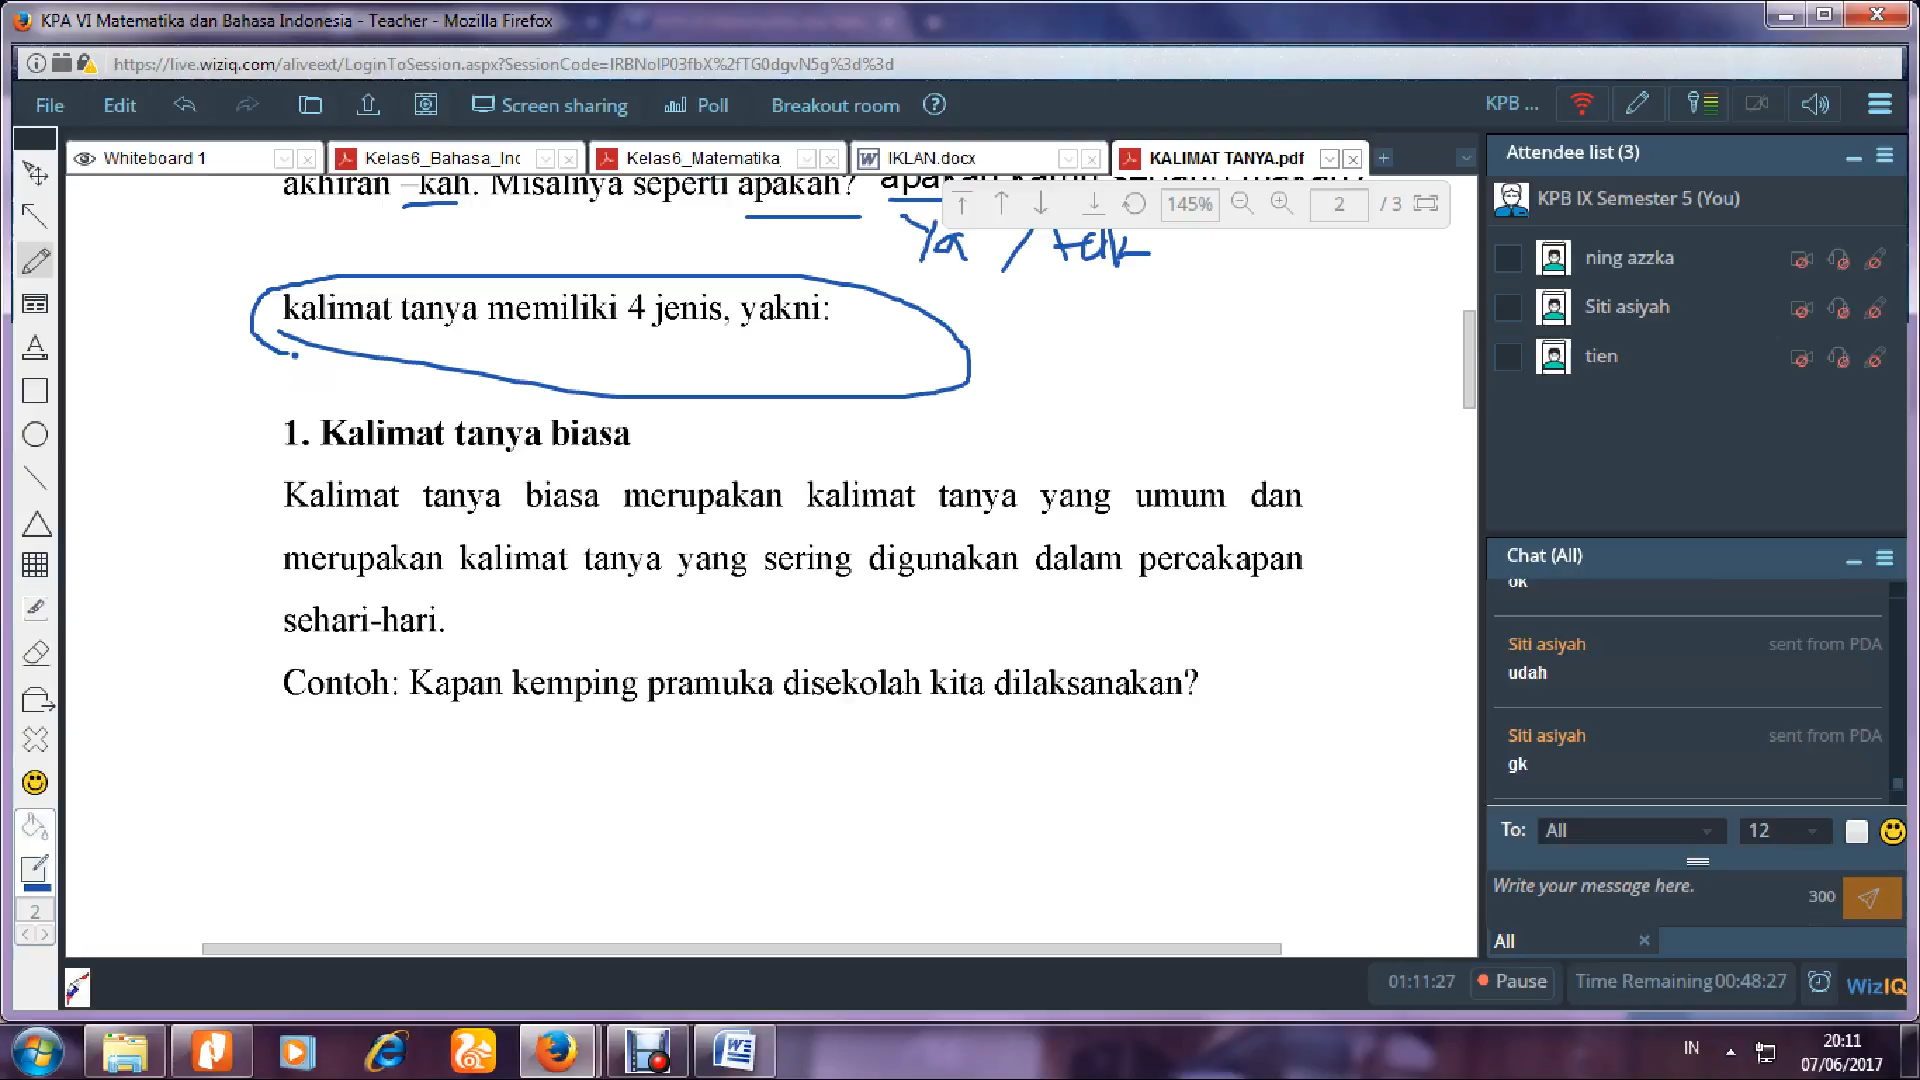 KPA VI Matematika dan Bahasa Indonesia - Teacher - Mozilla Firefox
https://live.wiziq.com/aliveext/LoginToSession.aspx?SessionCode=IRBNolP03fbX%2fTG0dgvN5g%3d%3d
File Edit Screen sharing Poll Breakout room KPB ...
Whiteboard 1 Kelas6_Bahasa_Inc Kelas6_Matematika_ IKLAN.docx KALIMAT TANYA.pdf
Attendee list (3)
KPB IX Semester 5 (You)
ning azzka
Siti asiyah
tien
akhiran –kah. Misalnya seperti apakah?
145% 2 / 3
Ya /
kalimat tanya memiliki 4 jenis, yakni:
1. Kalimat tanya biasa
Kalimat tanya biasa merupakan kalimat tanya yang umum dan
merupakan kalimat tanya yang sering digunakan dalam percakapan
sehari-hari.
Contoh: Kapan kemping pramuka disekolah kita dilaksanakan?
2
Chat (All)
ok
Siti asiyah sent from PDA
udah
Siti asiyah sent from PDA
gk
To: All 12
Write your message here. 300
All
01:11:27 Pause Time Remaining 00:48:27 WizIQ
IN
20:11
07/06/2017